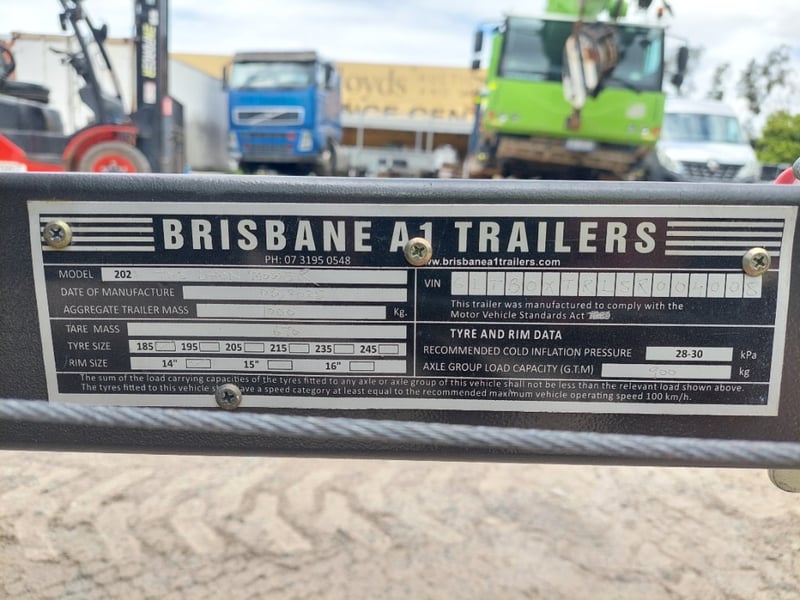 BRISBANE A1 TRAILERS
PH: 07 3195 0548
www.brisbanea1trailers.com
MODEL 202
DATE OF MANUFACTURE
AGGREGATE TRAILER MASS 1000 Kg.
TARE MASS
TYRE SIZE 185 195 205 215 235 245
RIM SIZE 14" 15" 16"
VIN
This trailer was manufactured to comply with the
Motor Vehicle Standards Act
TYRE AND RIM DATA
RECOMMENDED COLD INFLATION PRESSURE 28-30 kPa
AXLE GROUP LOAD CAPACITY (G.T.M) 900 kg
The sum of the load carrying capacities of the tyres fitted to any axle or axle group of this vehicle shall not be less than the relevant load shown above.
The tyres fitted to this vehicle have a speed category at least equal to the recommended maximum vehicle operating speed 100 km/h.